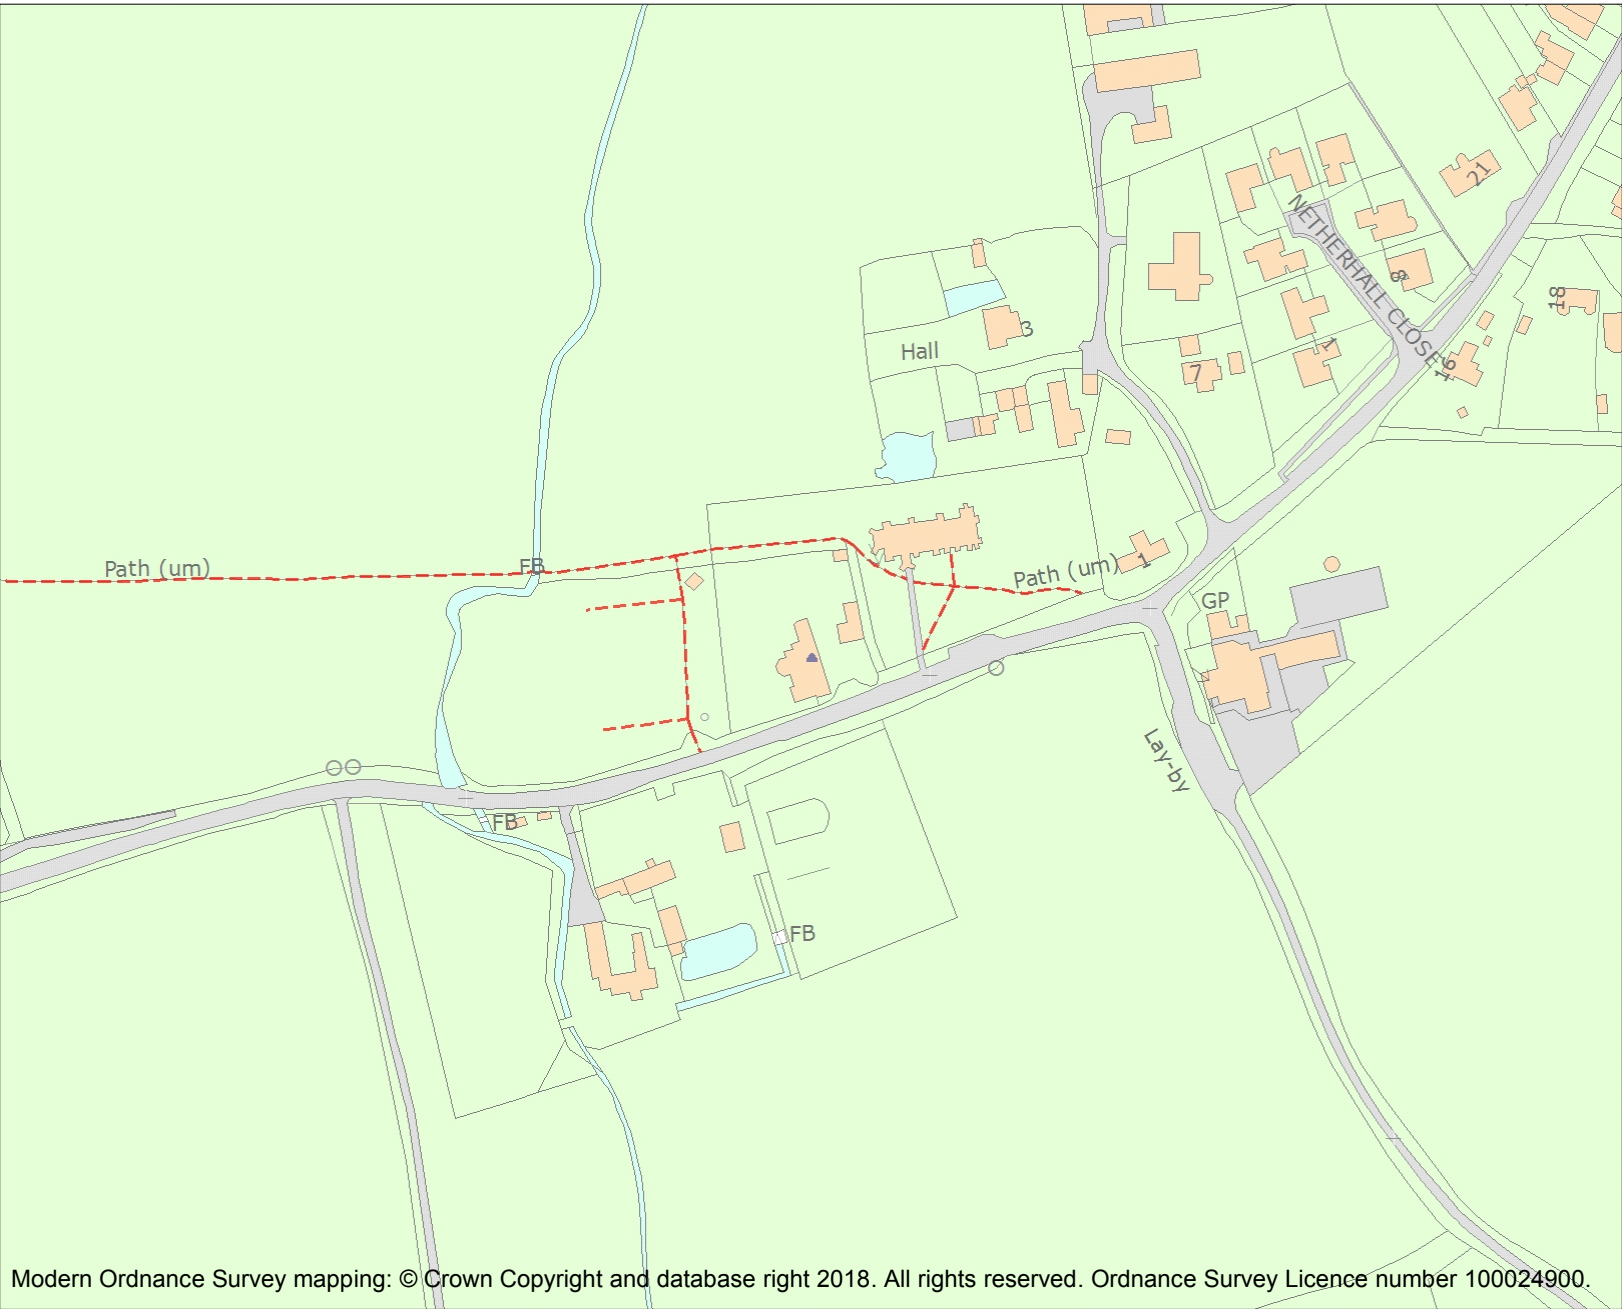 21
NETHERHALL CLOSE
8
18
3
Hall
1
16
7
Path (um)
FB
Path (um)
1
GP
Lay-by
FB
FB
Modern Ordnance Survey mapping: © Crown Copyright and database right 2018. All rights reserved. Ordnance Survey Licence number 100024900.